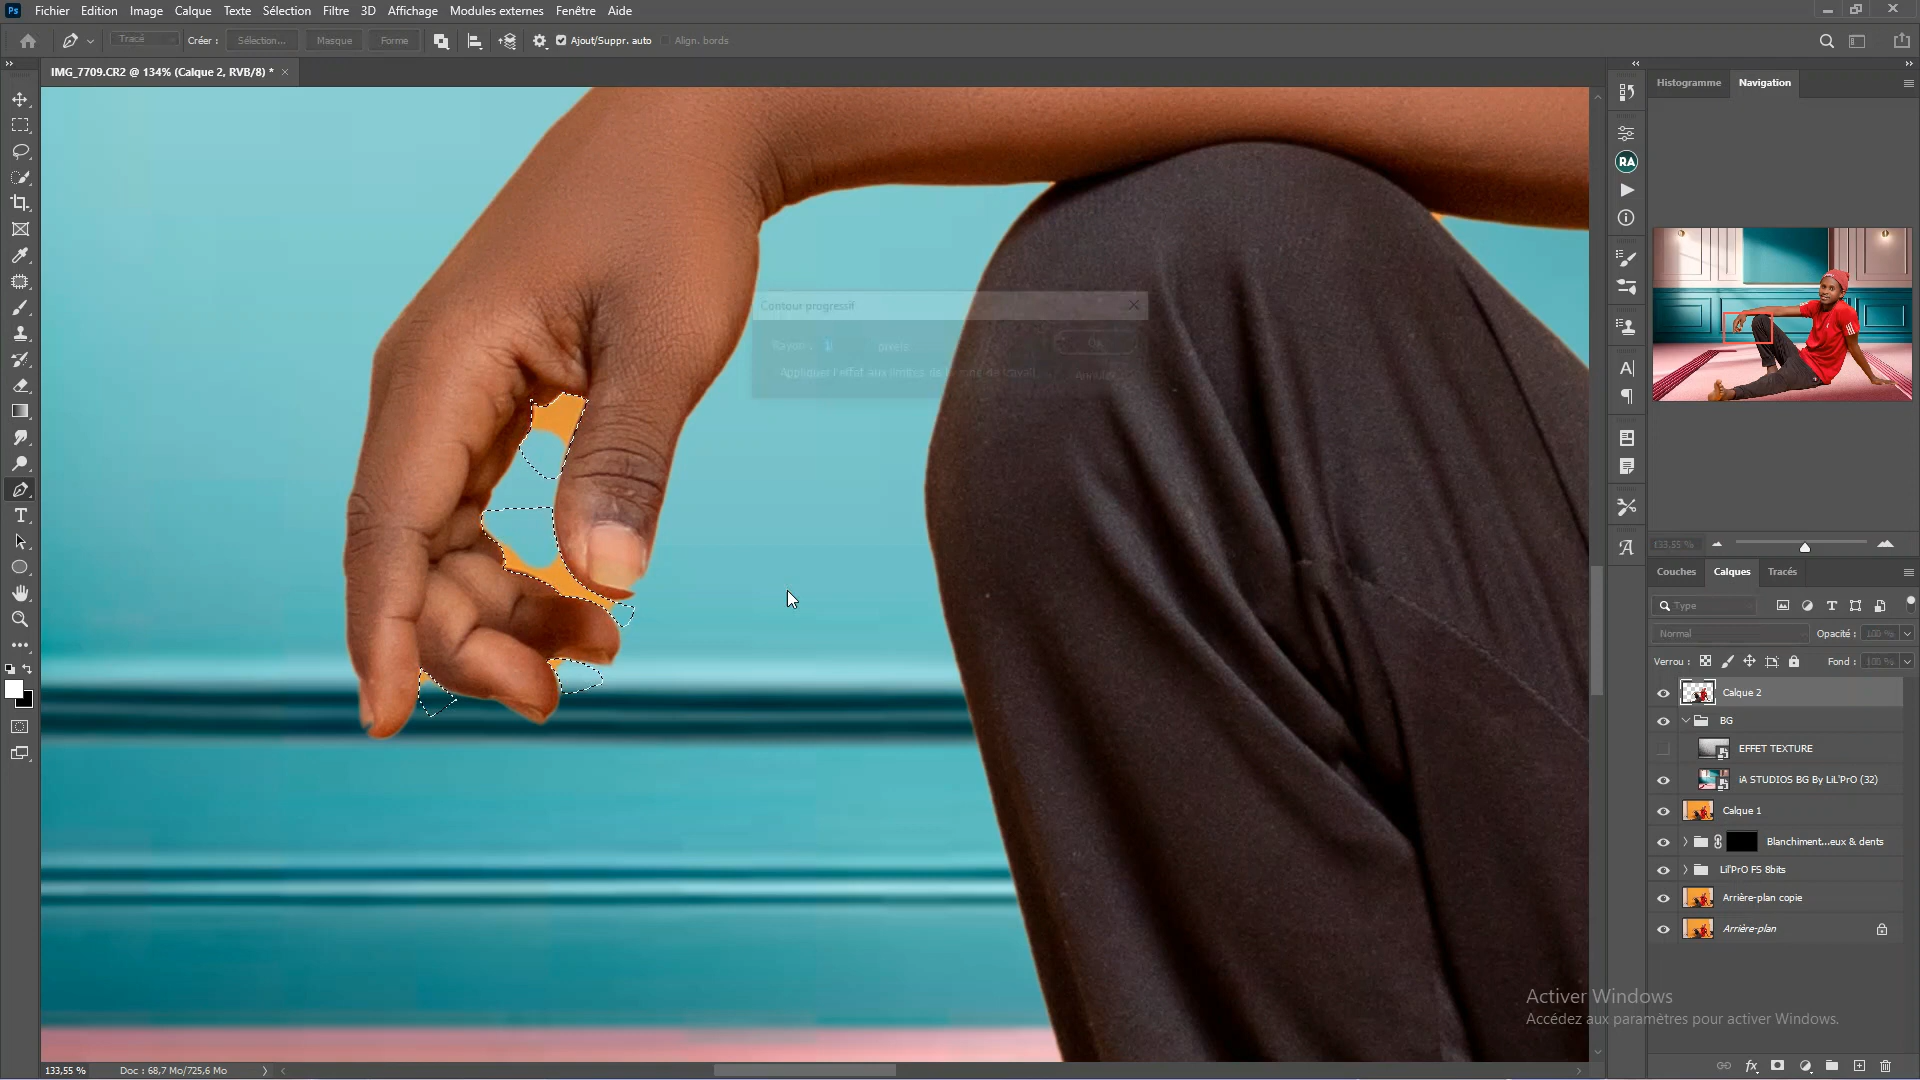 Ps Fichier Edition Image Calque Texte Sélection Filtre 3D Affichage Modules externes Fenêtre Aide
Tracé Créer : Sélection... Masque Forme Ajout/Suppr. auto Align. bords
IMG_7709.CR2 @ 134% (Calque 2, RVB/8) * ×
Histogramme Navigation
RA
Contour progressif
Rayon : pixels OK
Appliquer l'effet aux limites de la zone de travail Annuler
133,55 %
Couches Calques Tracés
Type
Normal Opacité : 100 %
Verrou : Fond : 100 %
Calque 2
BG
EFFET TEXTURE
iA STUDIOS BG By LiL'PrO (32)
Calque 1
Blanchiment...eux & dents
Lil'PrO FS 8bits
Arrière-plan copie
Arrière-plan
Activer Windows
Accédez aux paramètres pour activer Windows.
133,55 % Doc : 68,7 Mo/725,6 Mo